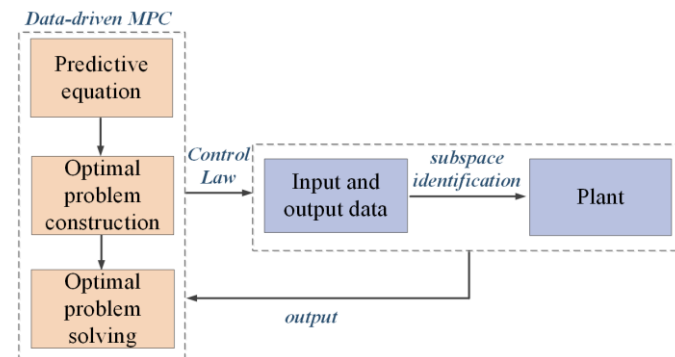 Data-driven MPC
Predictive
equation
Optimal
problem
construction
Optimal
problem
solving
Control
Law
Input and
output data
subspace
identification
Plant
output